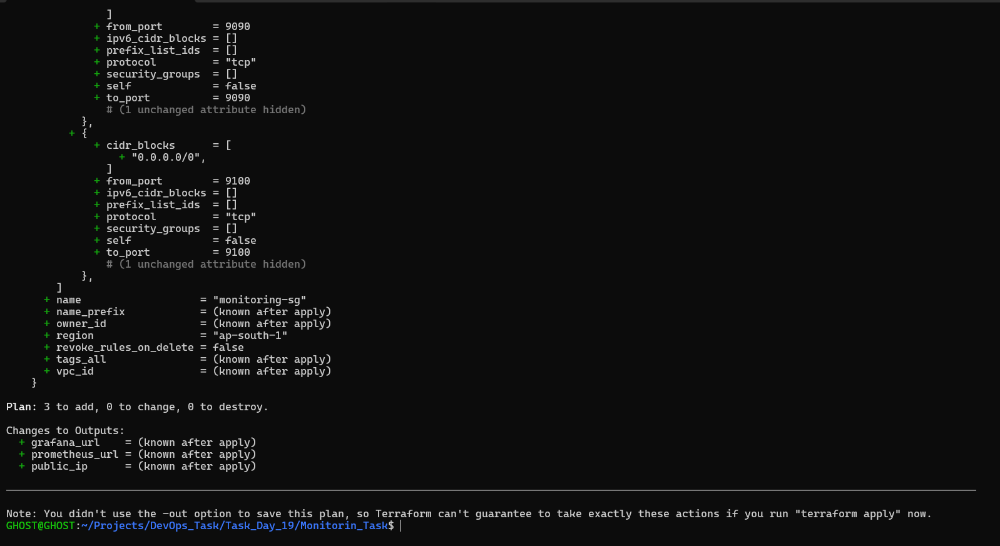 ]
              + from_port        = 9090
              + ipv6_cidr_blocks = []
              + prefix_list_ids  = []
              + protocol         = "tcp"
              + security_groups  = []
              + self             = false
              + to_port          = 9090
                # (1 unchanged attribute hidden)
            },
          + {
              + cidr_blocks      = [
                  + "0.0.0.0/0",
                ]
              + from_port        = 9100
              + ipv6_cidr_blocks = []
              + prefix_list_ids  = []
              + protocol         = "tcp"
              + security_groups  = []
              + self             = false
              + to_port          = 9100
                # (1 unchanged attribute hidden)
            },
        ]
      + name                   = "monitoring-sg"
      + name_prefix            = (known after apply)
      + owner_id               = (known after apply)
      + region                 = "ap-south-1"
      + revoke_rules_on_delete = false
      + tags_all               = (known after apply)
      + vpc_id                 = (known after apply)
    }
Plan: 3 to add, 0 to change, 0 to destroy.
Changes to Outputs:
  + grafana_url    = (known after apply)
  + prometheus_url = (known after apply)
  + public_ip      = (known after apply)
Note: You didn't use the -out option to save this plan, so Terraform can't guarantee to take exactly these actions if you run "terraform apply" now.
GHOST@GHOST:~/Projects/DevOps_Task/Task_Day_19/Monitorin_Task$